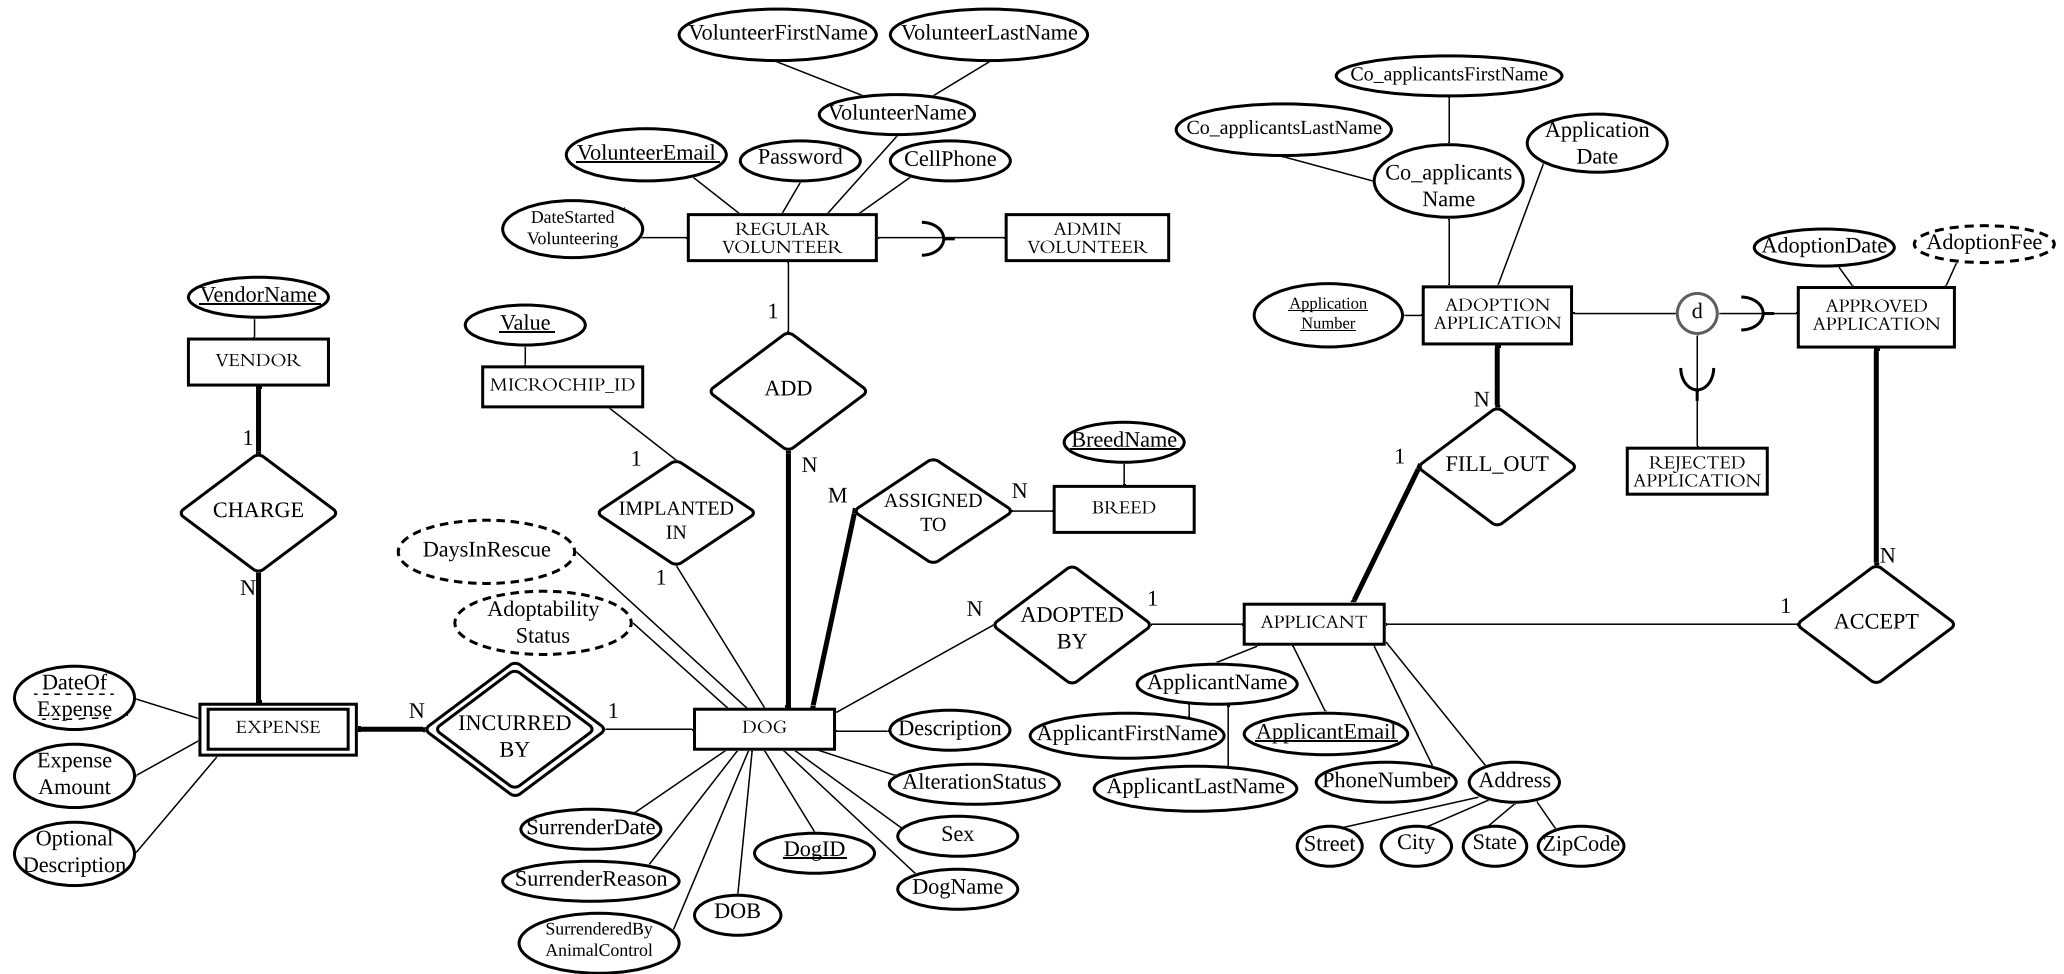 VolunteerFirstName
VolunteerLastName
VolunteerName
VolunteerEmail
Password
CellPhone
DateStarted
Volunteering
REGULAR
VOLUNTEER
ADMIN
VOLUNTEER
Co_applicantsFirstName
Co_applicantsLastName
Application
Date
Co_applicants
Name
AdoptionDate
AdoptionFee
Application
Number
ADOPTION
APPLICATION
d
APPROVED
APPLICATION
REJECTED
APPLICATION
VendorName
VENDOR
1
CHARGE
N
Value
MICROCHIP_ID
1
IMPLANTED
IN
1
1
ADD
N
BreedName
BREED
M
ASSIGNED
TO
N
N
FILL_OUT
1
N
ACCEPT
1
DaysInRescue
Adoptability
Status
N
ADOPTED
BY
1
APPLICANT
ApplicantName
ApplicantFirstName
ApplicantLastName
ApplicantEmail
PhoneNumber
Address
Street
City
State
ZipCode
DateOf
Expense
Expense
Amount
Optional
Description
EXPENSE
N
INCURRED
BY
1
DOG
Description
AlterationStatus
Sex
DogName
DogID
DOB
SurrenderDate
SurrenderReason
SurrenderedBy
AnimalControl